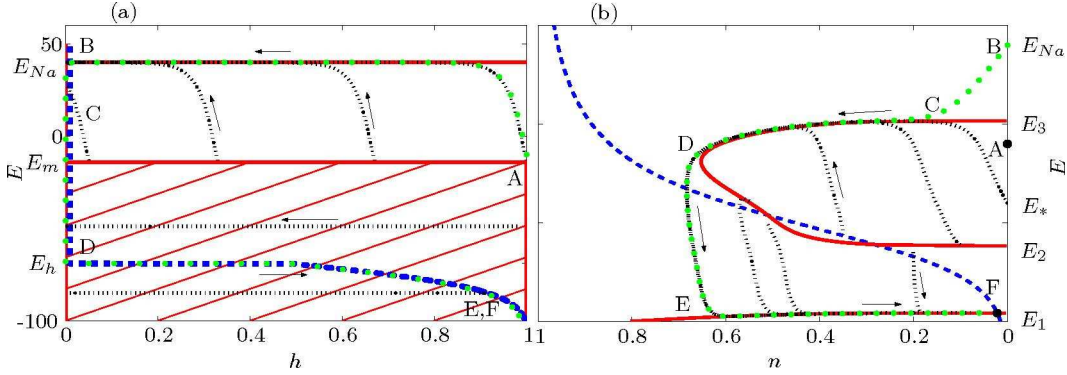 (a)
(b)
50
B
E_{Na}
C
0
E_m
E
A
D
E_h
E,F
-100
0
0.2
0.4
0.6
0.8
1
h
B
E_{Na}
C
E_3
D
A
E
E_*
E_2
F
E
E_1
1
0.8
0.6
0.4
0.2
0
n